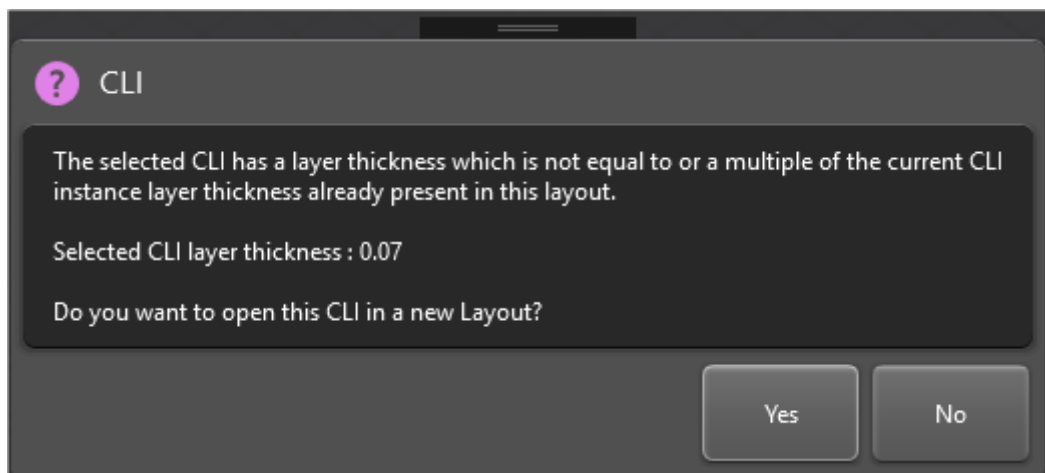 CLI
The selected CLI has a layer thickness which is not equal to or a multiple of the current CLI
instance layer thickness already present in this layout.
Selected CLI layer thickness : 0.07
Do you want to open this CLI in a new Layout?
Yes No